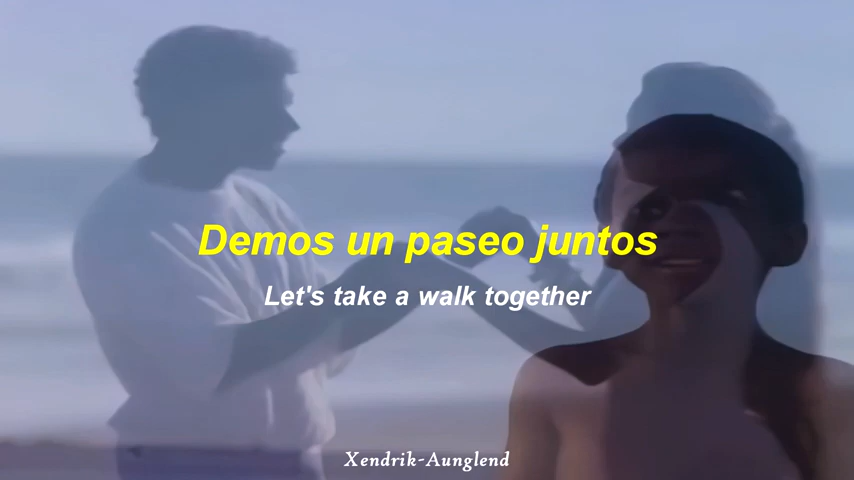 Demos un paseo juntos
Let's take a walk together
Xendrik-Aunglend